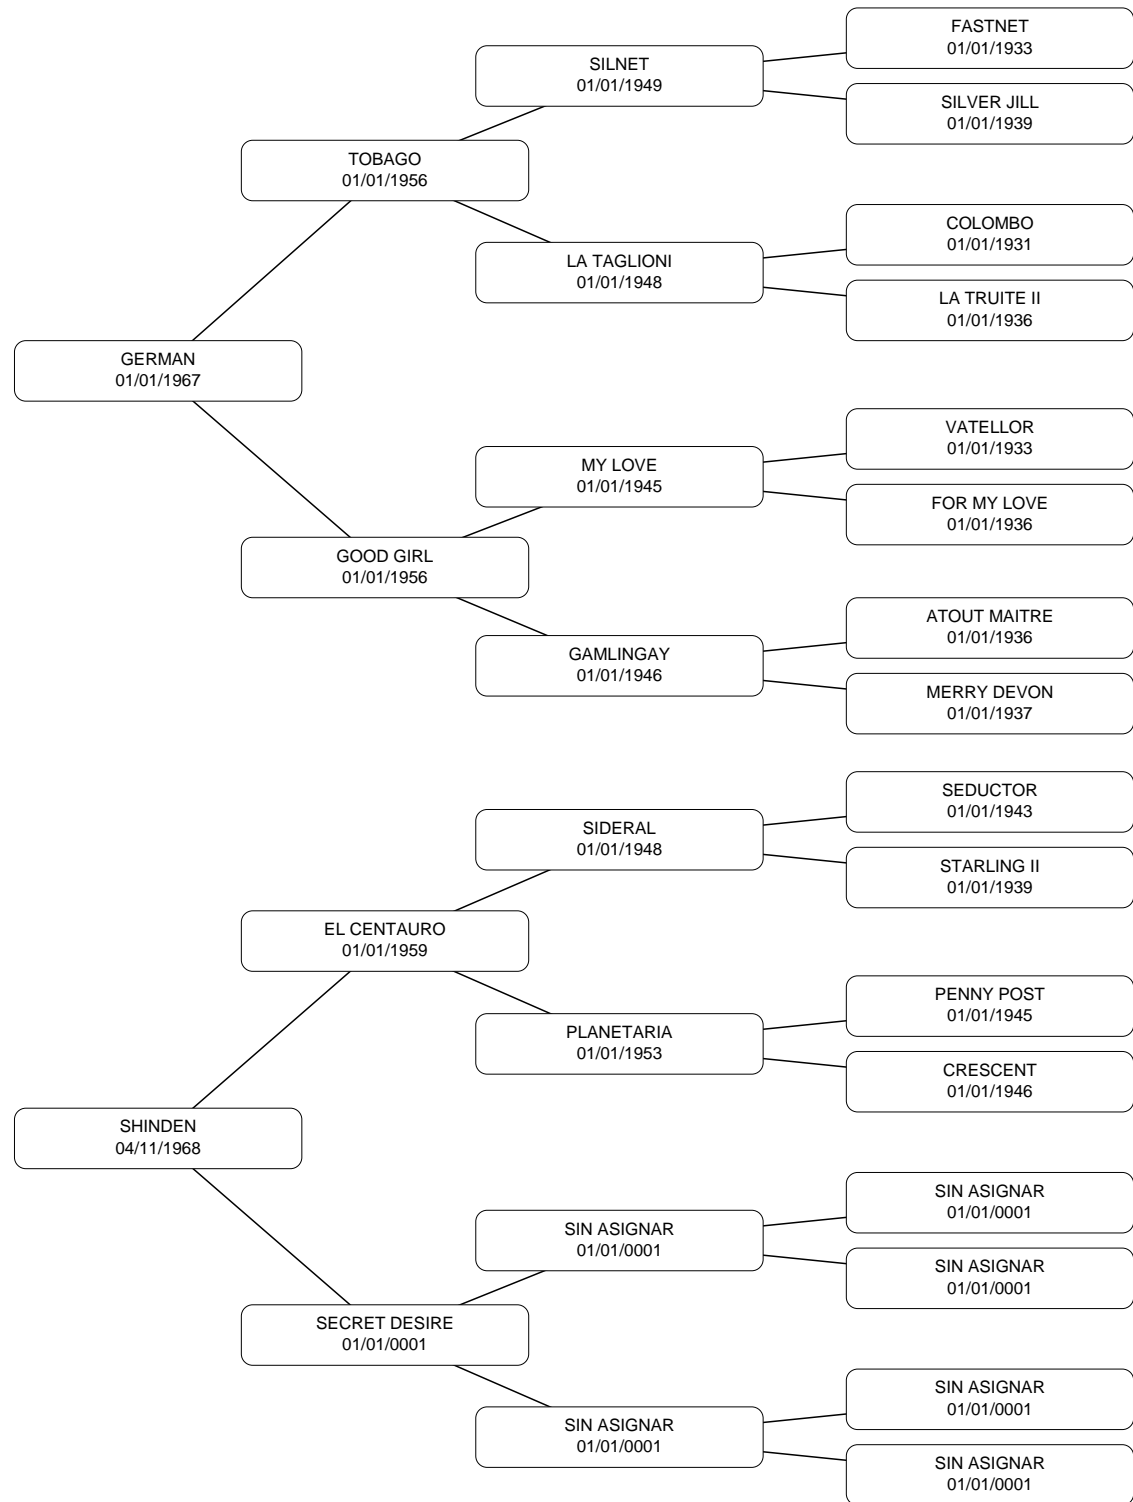 FASTNET
01/01/1933
SILNET
01/01/1949
SILVER JILL
01/01/1939
TOBAGO
01/01/1956
COLOMBO
01/01/1931
LA TAGLIONI
01/01/1948
LA TRUITE II
01/01/1936
GERMAN
01/01/1967
VATELLOR
01/01/1933
MY LOVE
01/01/1945
FOR MY LOVE
01/01/1936
GOOD GIRL
01/01/1956
ATOUT MAITRE
01/01/1936
GAMLINGAY
01/01/1946
MERRY DEVON
01/01/1937
SEDUCTOR
01/01/1943
SIDERAL
01/01/1948
STARLING II
01/01/1939
EL CENTAURO
01/01/1959
PENNY POST
01/01/1945
PLANETARIA
01/01/1953
CRESCENT
01/01/1946
SHINDEN
04/11/1968
SIN ASIGNAR
01/01/0001
SIN ASIGNAR
01/01/0001
SIN ASIGNAR
01/01/0001
SECRET DESIRE
01/01/0001
SIN ASIGNAR
01/01/0001
SIN ASIGNAR
01/01/0001
SIN ASIGNAR
01/01/0001